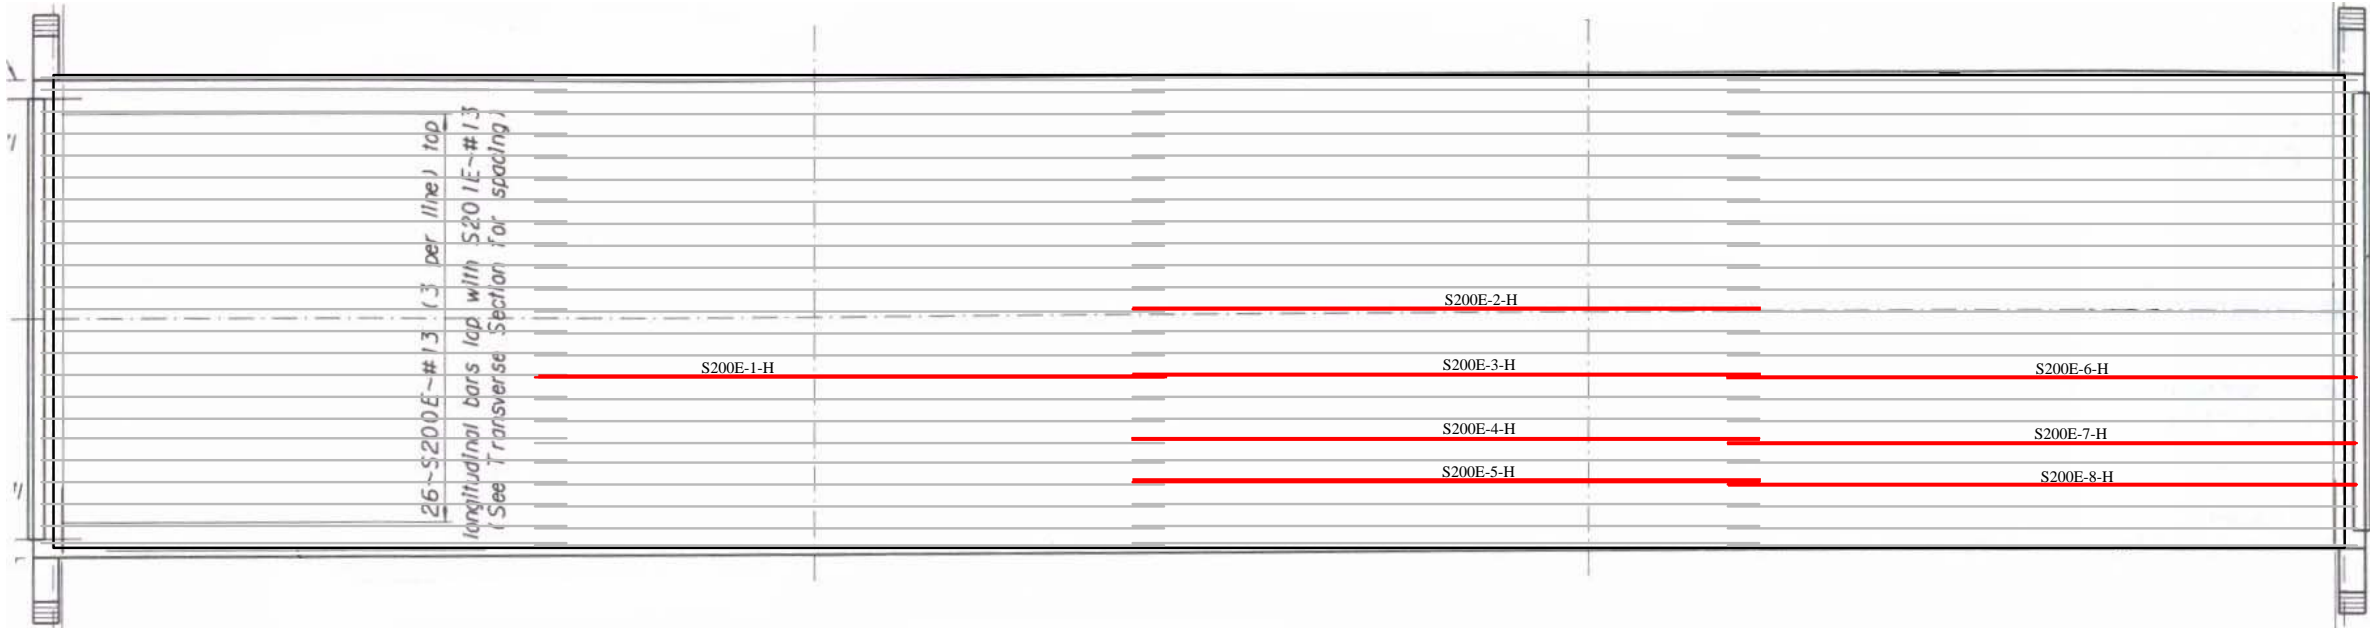 26~S200E~#13 (3 per line) top
longitudinal bars lap with S201E~#13
(See Transverse Section for spacing)
S200E-2-H
S200E-1-H
S200E-3-H
S200E-6-H
S200E-4-H
S200E-7-H
S200E-5-H
S200E-8-H